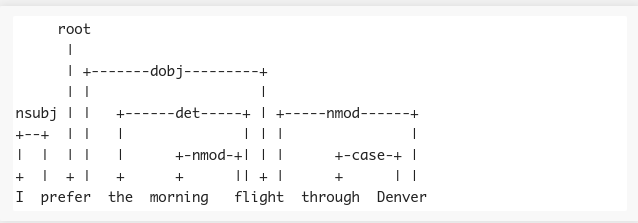 root
dobj
nsubj det nmod
nmod case
I prefer the morning flight through Denver